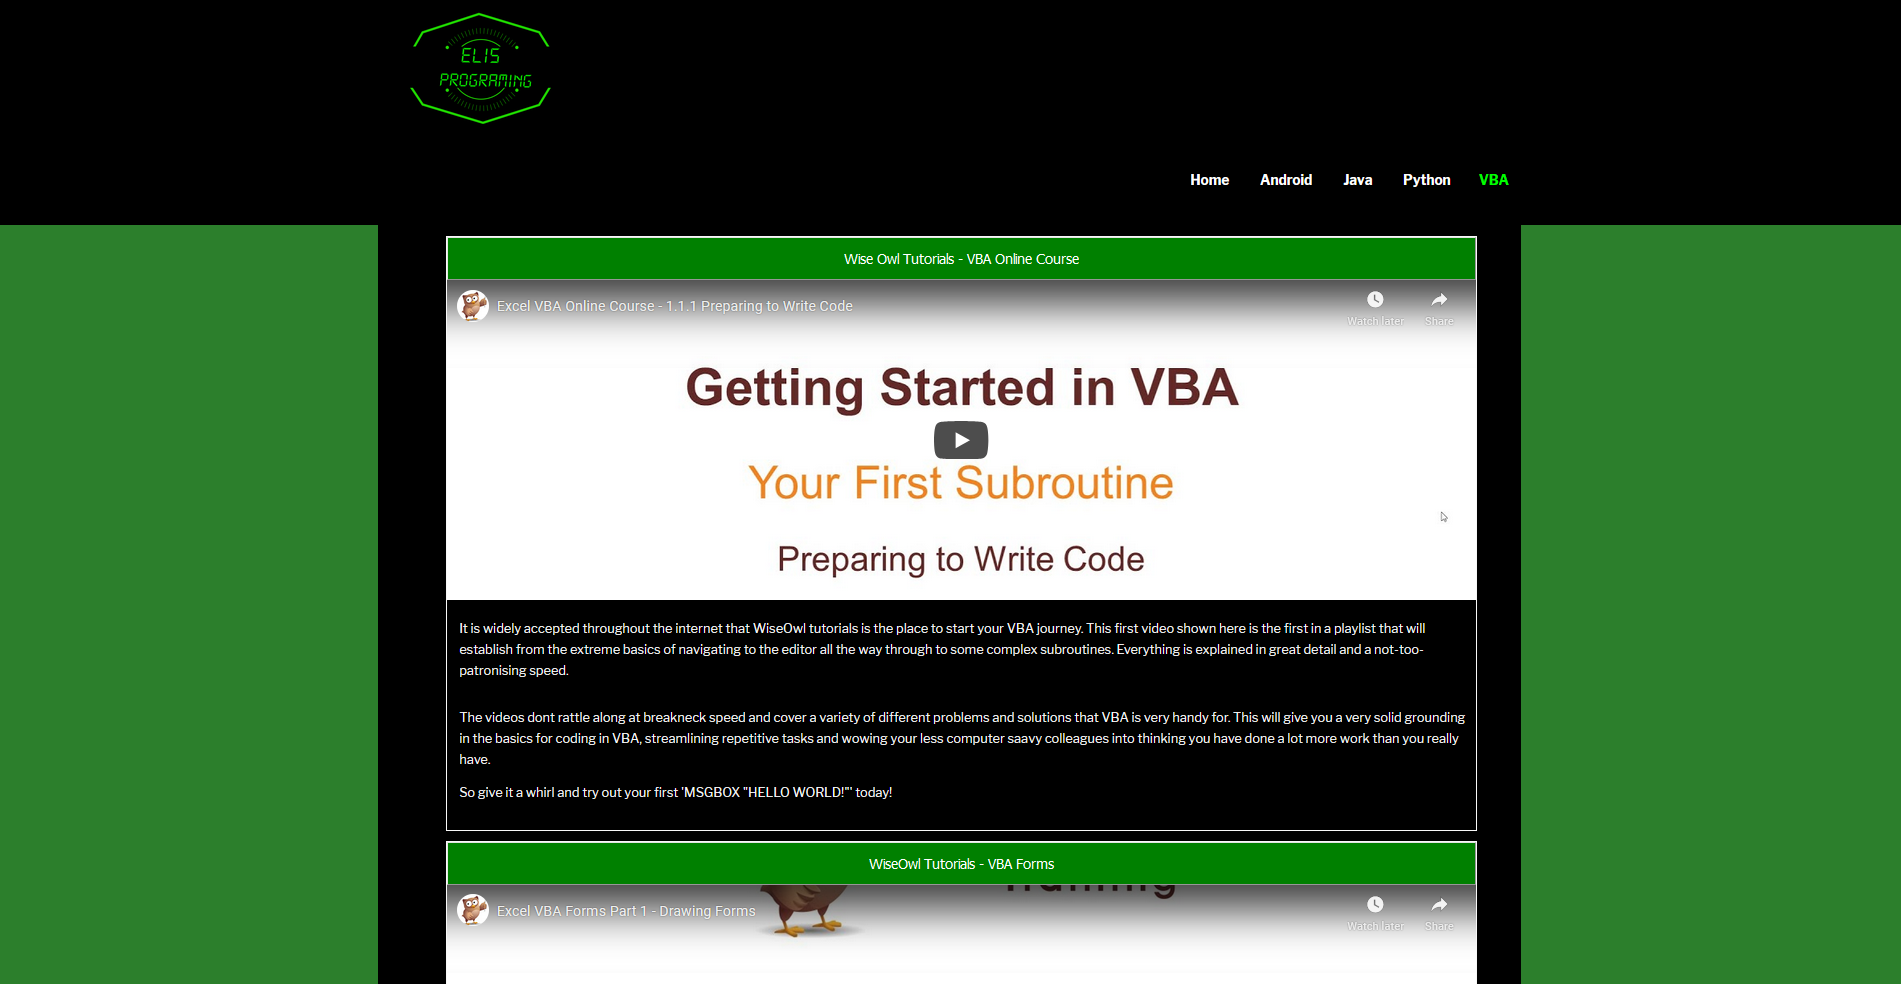 ELIS
PROGRAMING
Home Android Java Python VBA
Wise Owl Tutorials - VBA Online Course
Excel VBA Online Course - 1.1.1 Preparing to Write Code
Watch later Share
Getting Started in VBA
Your First Subroutine
Preparing to Write Code
It is widely accepted throughout the internet that WiseOwl tutorials is the place to start your VBA journey. This first video shown here is the first in a playlist that will
establish from the extreme basics of navigating to the editor all the way through to some complex subroutines. Everything is explained in great detail and a not-too-
patronising speed.
The videos dont rattle along at breakneck speed and cover a variety of different problems and solutions that VBA is very handy for. This will give you a very solid grounding
in the basics for coding in VBA, streamlining repetitive tasks and wowing your less computer saavy colleagues into thinking you have done a lot more work than you really
have.
So give it a whirl and try out your first 'MSGBOX "HELLO WORLD!"' today!
WiseOwl Tutorials - VBA Forms
Training
Excel VBA Forms Part 1 - Drawing Forms
Watch later Share